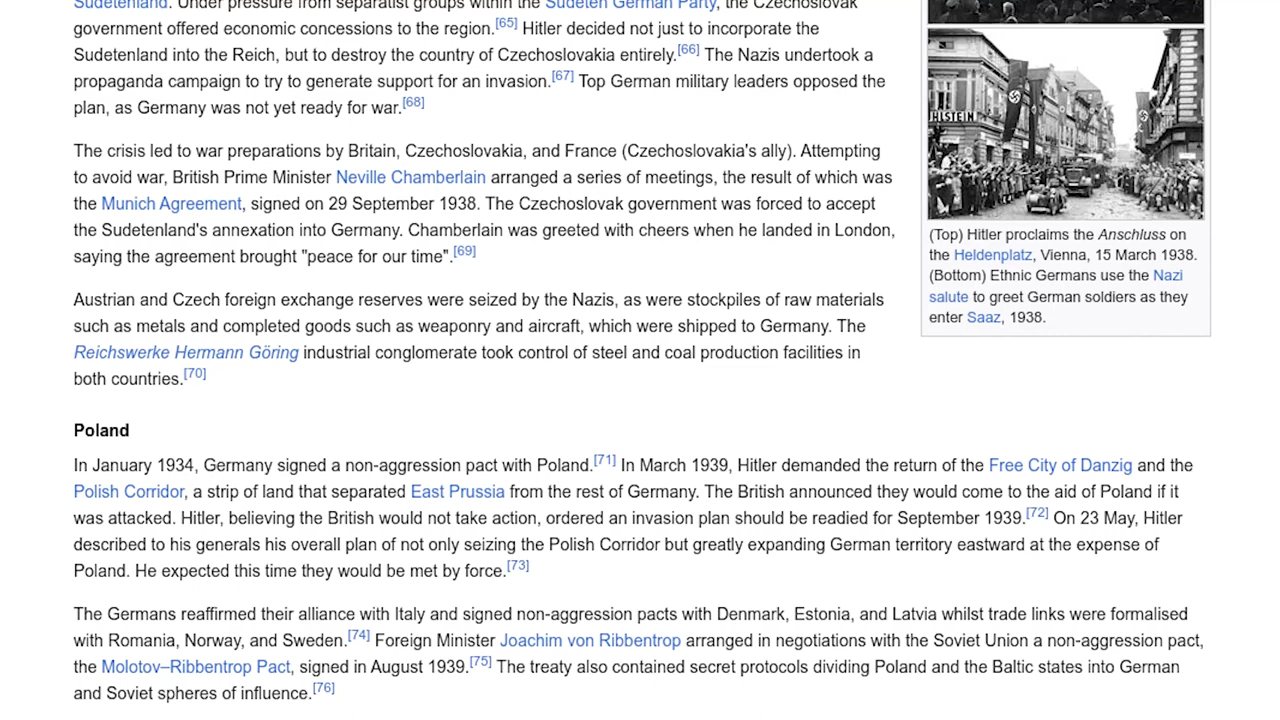 Sudetenland. Under pressure from separatist groups within the Sudeten German Party, the Czechoslovak
government offered economic concessions to the region.[65] Hitler decided not just to incorporate the
Sudetenland into the Reich, but to destroy the country of Czechoslovakia entirely.[66] The Nazis undertook a
propaganda campaign to try to generate support for an invasion.[67] Top German military leaders opposed the
plan, as Germany was not yet ready for war.[68]
The crisis led to war preparations by Britain, Czechoslovakia, and France (Czechoslovakia's ally). Attempting
to avoid war, British Prime Minister Neville Chamberlain arranged a series of meetings, the result of which was
the Munich Agreement, signed on 29 September 1938. The Czechoslovak government was forced to accept
the Sudetenland's annexation into Germany. Chamberlain was greeted with cheers when he landed in London,
saying the agreement brought "peace for our time".[69]
Austrian and Czech foreign exchange reserves were seized by the Nazis, as were stockpiles of raw materials
such as metals and completed goods such as weaponry and aircraft, which were shipped to Germany. The
Reichswerke Hermann Göring industrial conglomerate took control of steel and coal production facilities in
both countries.[70]
HLSTEIN
(Top) Hitler proclaims the Anschluss on
the Heldenplatz, Vienna, 15 March 1938.
(Bottom) Ethnic Germans use the Nazi
salute to greet German soldiers as they
enter Saaz, 1938.
Poland
In January 1934, Germany signed a non-aggression pact with Poland.[71] In March 1939, Hitler demanded the return of the Free City of Danzig and the
Polish Corridor, a strip of land that separated East Prussia from the rest of Germany. The British announced they would come to the aid of Poland if it
was attacked. Hitler, believing the British would not take action, ordered an invasion plan should be readied for September 1939.[72] On 23 May, Hitler
described to his generals his overall plan of not only seizing the Polish Corridor but greatly expanding German territory eastward at the expense of
Poland. He expected this time they would be met by force.[73]
The Germans reaffirmed their alliance with Italy and signed non-aggression pacts with Denmark, Estonia, and Latvia whilst trade links were formalised
with Romania, Norway, and Sweden.[74] Foreign Minister Joachim von Ribbentrop arranged in negotiations with the Soviet Union a non-aggression pact,
the Molotov–Ribbentrop Pact, signed in August 1939.[75] The treaty also contained secret protocols dividing Poland and the Baltic states into German
and Soviet spheres of influence.[76]